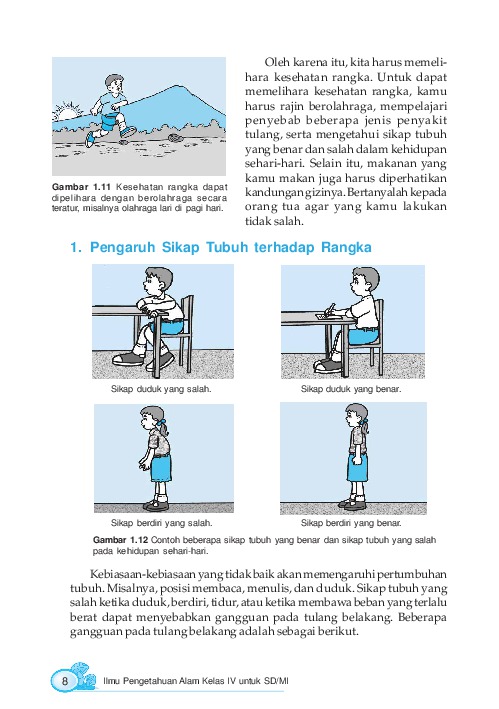 Oleh karena itu, kita harus memeli-
hara kesehatan rangka. Untuk dapat
memelihara kesehatan rangka, kamu
harus rajin berolahraga, mempelajari
penyebab beberapa jenis penyakit
tulang, serta mengetahui sikap tubuh
yang benar dan salah dalam kehidupan
sehari-hari. Selain itu, makanan yang
kamu makan juga harus diperhatikan
kandungan gizinya. Bertanyalah kepada
orang tua agar yang kamu lakukan
tidak salah.
Gambar 1.11 Kesehatan rangka dapat
dipelihara dengan berolahraga secara
teratur, misalnya olahraga lari di pagi hari.
1. Pengaruh Sikap Tubuh terhadap Rangka
Sikap duduk yang salah.
Sikap duduk yang benar.
Sikap berdiri yang salah.
Sikap berdiri yang benar.
Gambar 1.12 Contoh beberapa sikap tubuh yang benar dan sikap tubuh yang salah
pada kehidupan sehari-hari.
Kebiasaan-kebiasaan yang tidak baik akan memengaruhi pertumbuhan
tubuh. Misalnya, posisi membaca, menulis, dan duduk. Sikap tubuh yang
salah ketika duduk, berdiri, tidur, atau ketika membawa beban yang terlalu
berat dapat menyebabkan gangguan pada tulang belakang. Beberapa
gangguan pada tulang belakang adalah sebagai berikut.
8
Ilmu Pengetahuan Alam Kelas IV untuk SD/MI